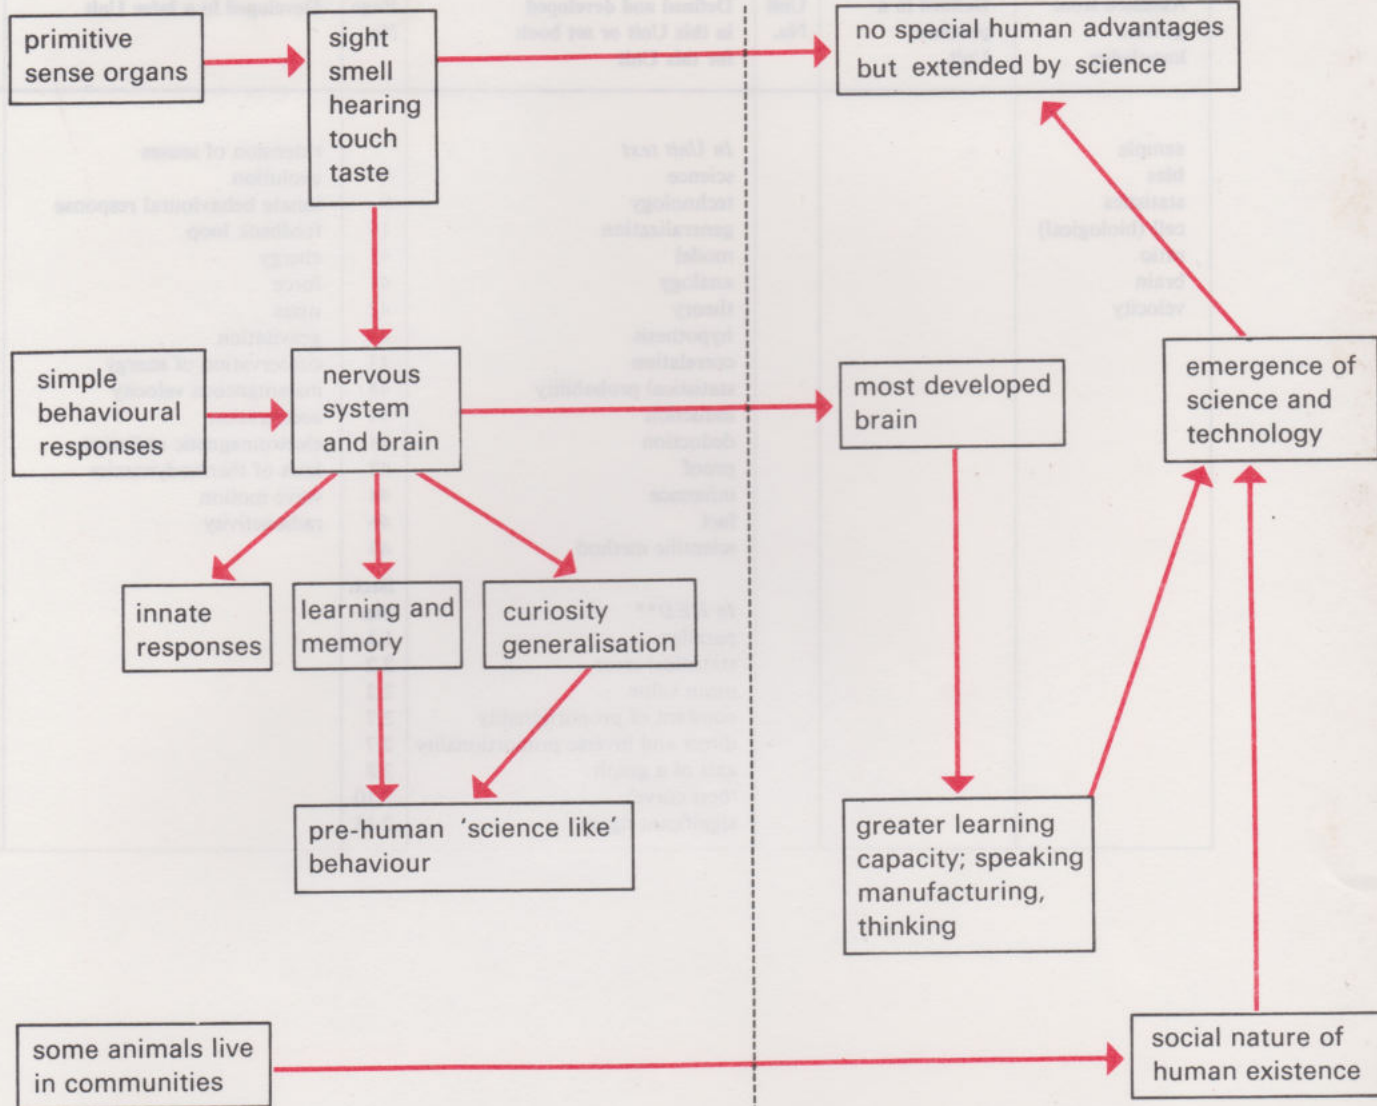 primitive
sense organs
sight
smell
hearing
touch
taste
no special human advantages
but extended by science
simple
behavioural
responses
nervous
system
and brain
most developed
brain
emergence of
science and
technology
innate
responses
learning and
memory
curiosity
generalisation
pre-human 'science like'
behaviour
greater learning
capacity; speaking
manufacturing,
thinking
some animals live
in communities
social nature of
human existence